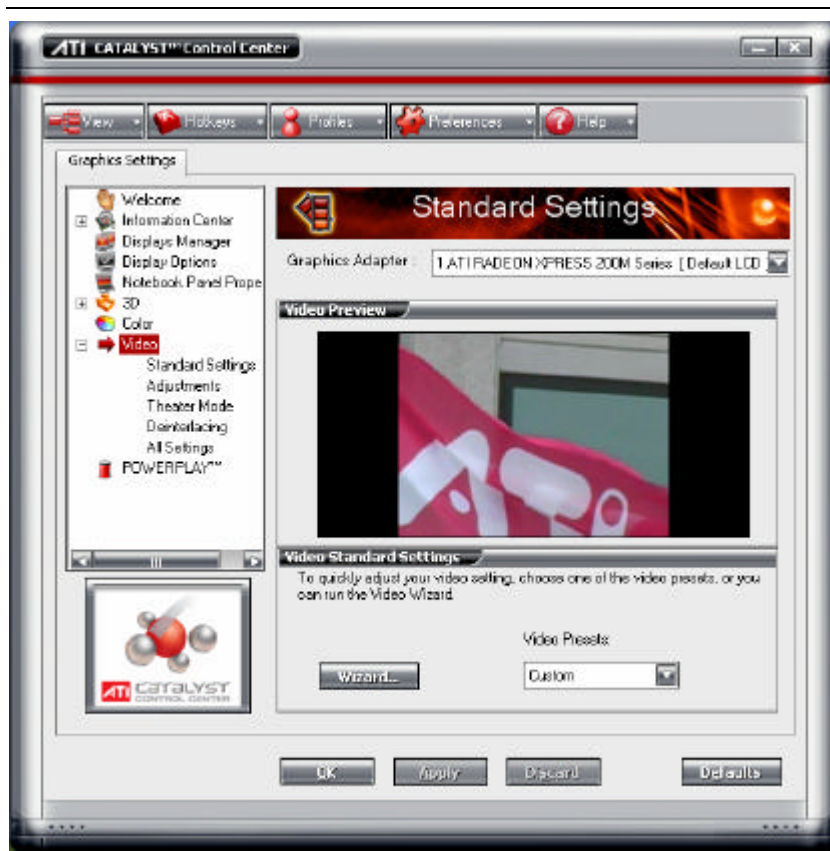 ATI CATALYST™ Control Center
View
Hotkeys
Profiles
Preferences
Help
Graphics Settings
Welcome
Information Center
Displays Manager
Display Options
Notebook Panel Prope
3D
Color
Video
Standard Settings
Adjustments
Theater Mode
Deinterlacing
All Settings
POWERPLAY™
ATI CATALYST
CONTROL CENTER
Standard Settings
Graphics Adapter :
1.ATI RADEON XPRESS 200M Series [ Default LCD
Video Preview
Video Standard Settings
To quickly adjust your video setting, choose one of the video presets, or you
can run the Video Wizard
Video Presets:
Wizard...
Custom
OK
Apply
Discard
Defaults